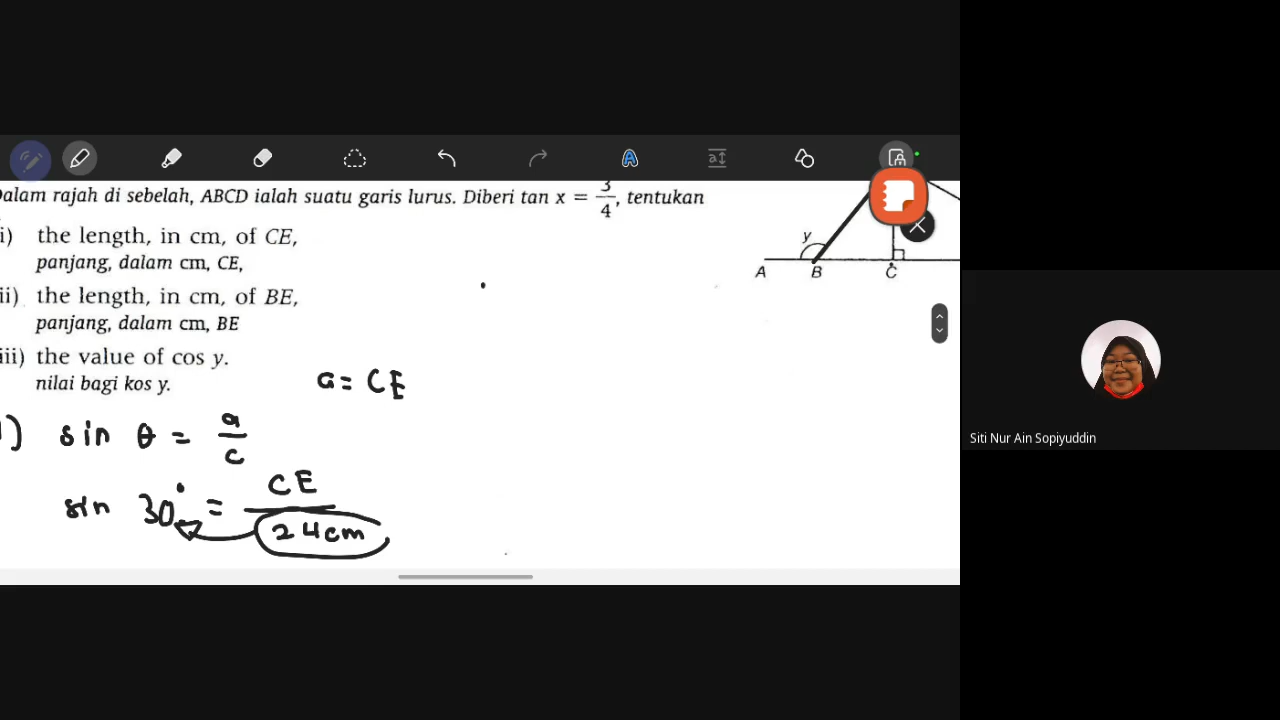 Dalam rajah di sebelah, ABCD ialah suatu garis lurus. Diberi tan x = 3/4, tentukan
i) the length, in cm, of CE,
panjang, dalam cm, CE,
ii) the length, in cm, of BE,
panjang, dalam cm, BE
iii) the value of cos y.
nilai bagi kos y.
a = CE
) sin θ = a/c
sin 30° = CE/24cm
y
A B C
Siti Nur Ain Sopiyuddin